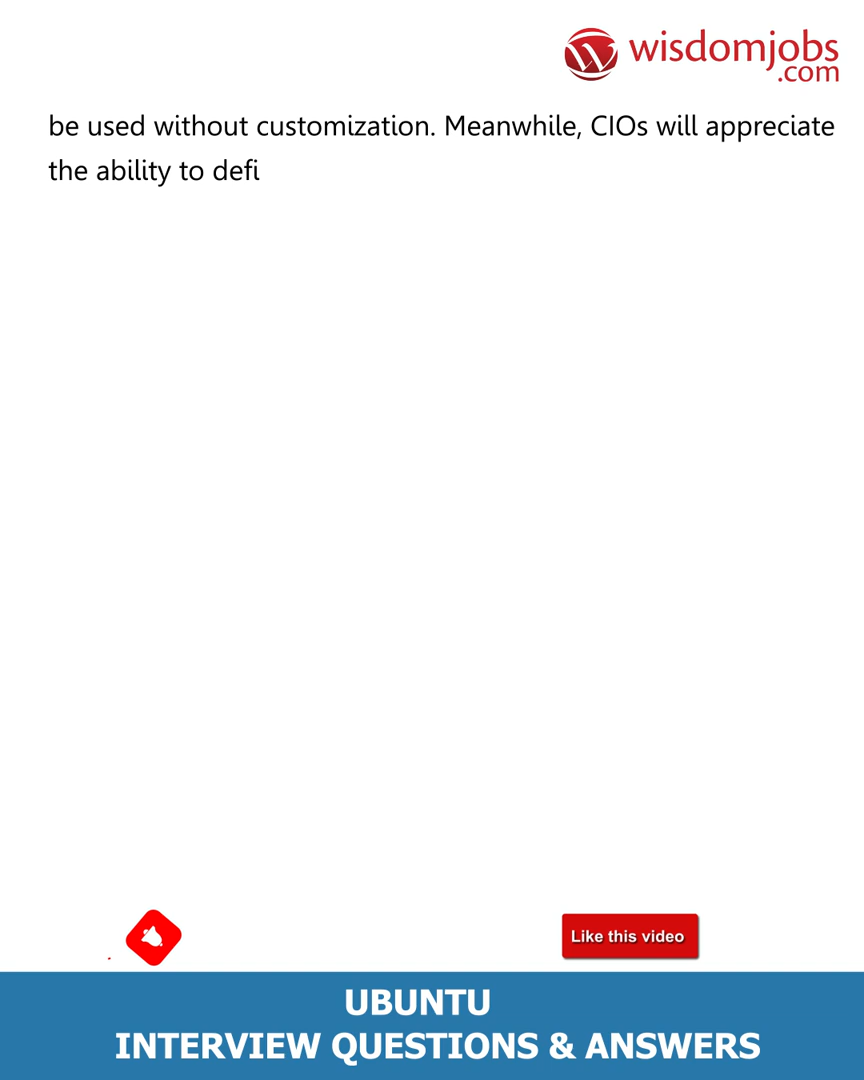 wisdomjobs
.com
be used without customization. Meanwhile, CIOs will appreciate
the ability to defi
Like this video
UBUNTU
INTERVIEW QUESTIONS & ANSWERS